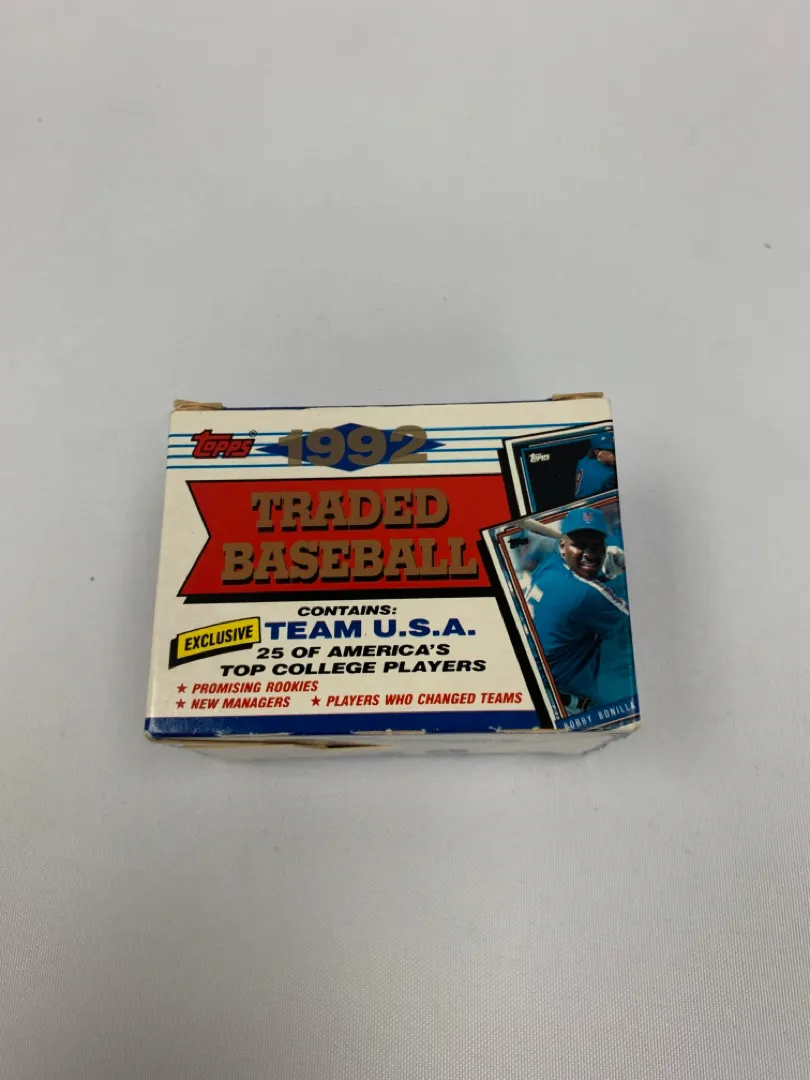 Topps® 1992
TRADED
BASEBALL
CONTAINS:
EXCLUSIVE TEAM U.S.A.
25 OF AMERICA'S
TOP COLLEGE PLAYERS
★ PROMISING ROOKIES
★ NEW MANAGERS ★ PLAYERS WHO CHANGED TEAMS
Topps
BOBBY BONILLA